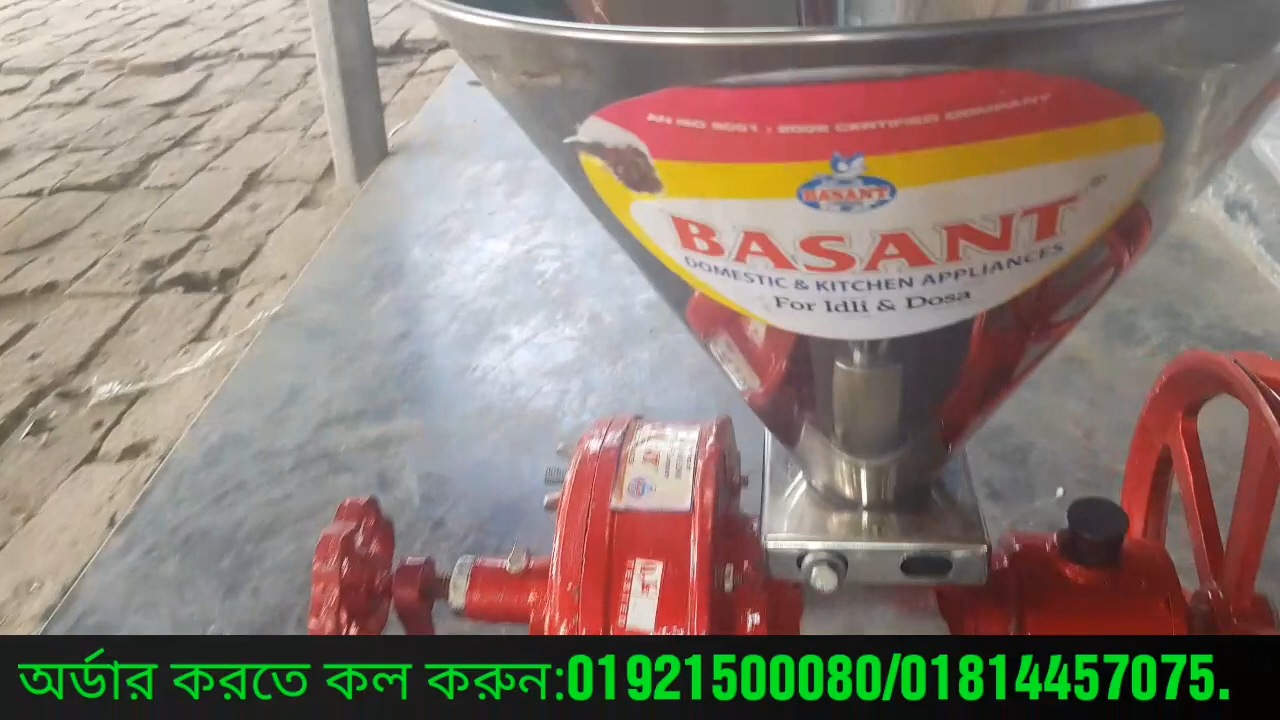 AN ISO 9001 : 2008 CERTIFIED COMPANY
BASANT
BASANT
DOMESTIC & KITCHEN APPLIANCES
For Idli & Dosa
অর্ডার করতে কল করুন:01921500080/01814457075.